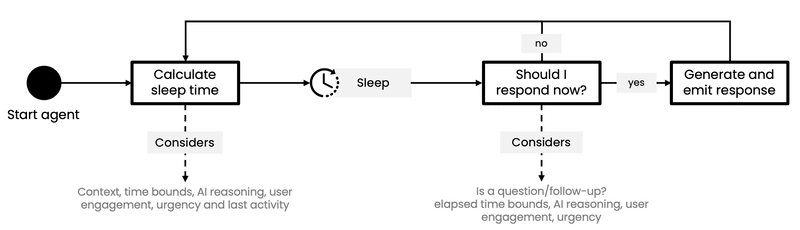 no
Calculate
sleep time
Sleep
Should I
respond now?
yes
Generate and
emit response
Start agent
Considers
Considers
Context, time bounds, AI reasoning, user
engagement, urgency and last activity
Is a question/follow-up?
elapsed time bounds, AI reasoning, user
engagement, urgency